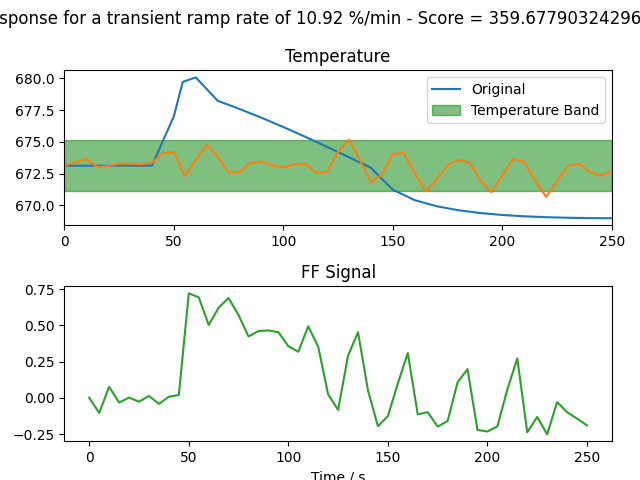 sponse for a transient ramp rate of 10.92 %/min - Score = 359.67790324296
Temperature
680.0
677.5
675.0
672.5
670.0
Original
Temperature Band
0 50 100 150 200 250
FF Signal
0.75
0.50
0.25
0.00
−0.25
0 50 100 150 200 250
Time / s